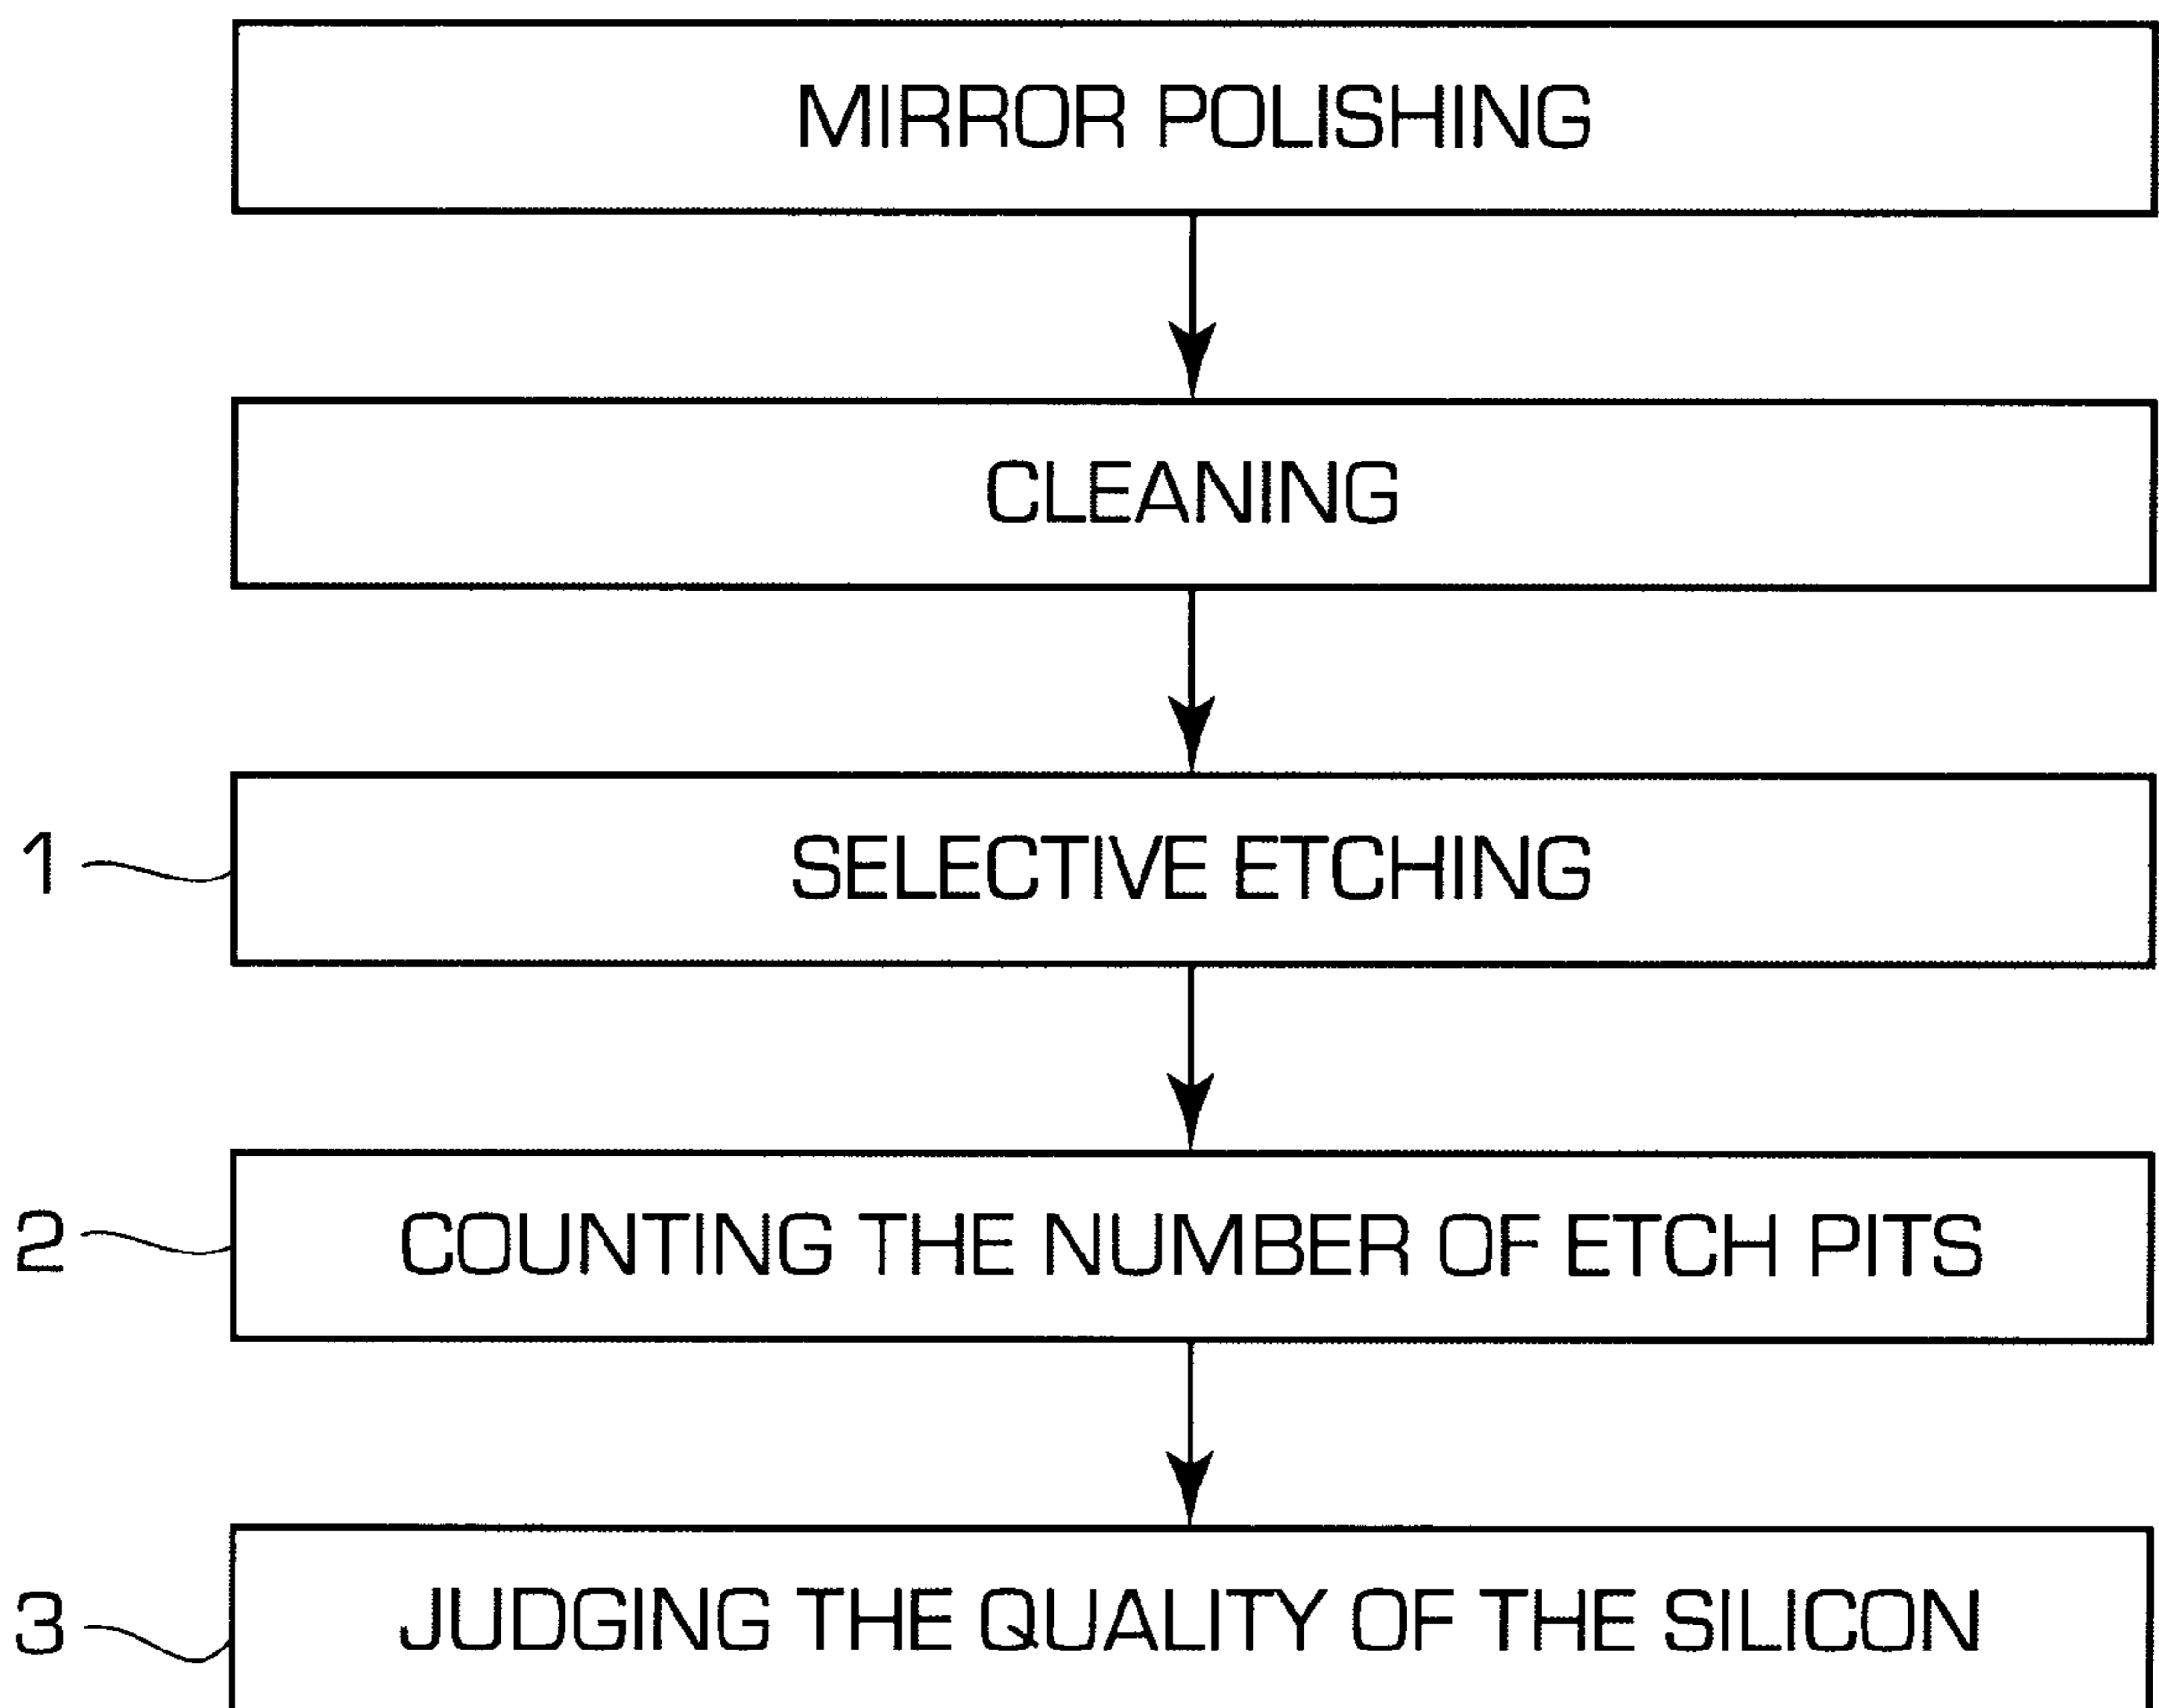 MIRROR POLISHING
CLEANING
1 SELECTIVE ETCHING
2 COUNTING THE NUMBER OF ETCH PITS
3 JUDGING THE QUALITY OF THE SILICON